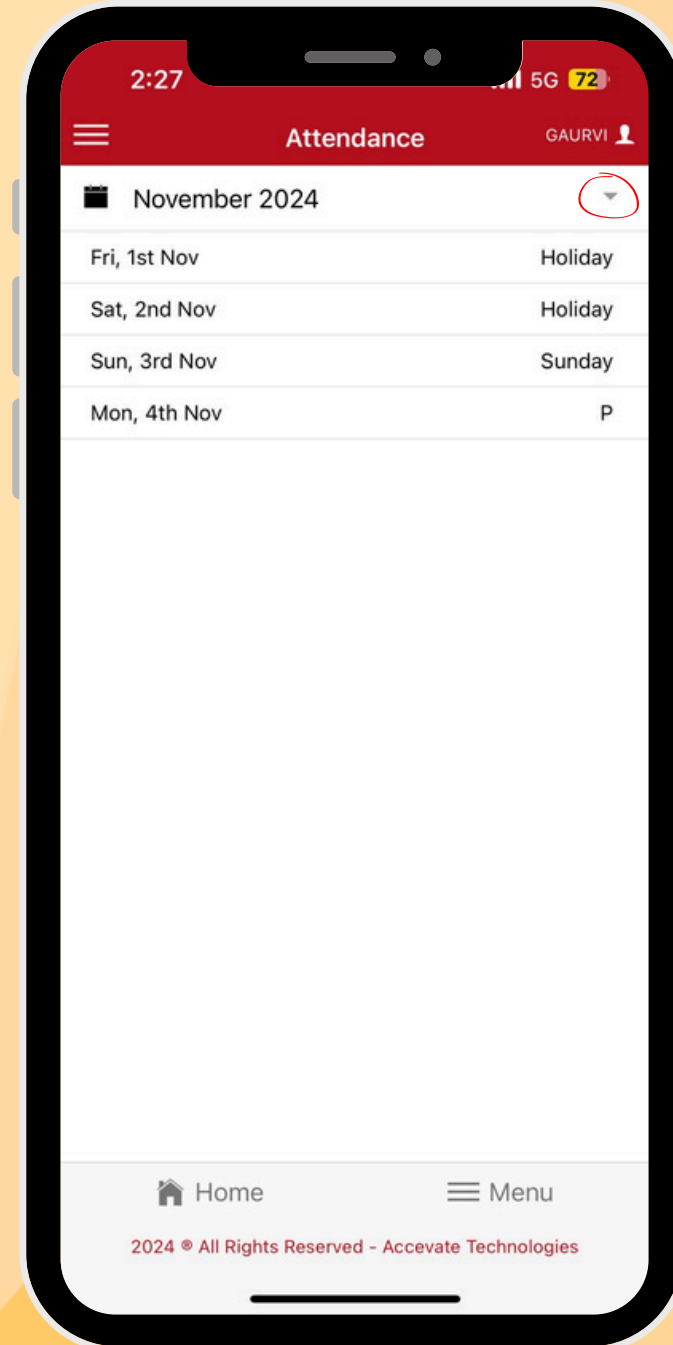 2:27 5G 72
Attendance GAURVI
November 2024
Fri, 1st Nov Holiday
Sat, 2nd Nov Holiday
Sun, 3rd Nov Sunday
Mon, 4th Nov P
Home Menu
2024 ® All Rights Reserved - Accevate Technologies